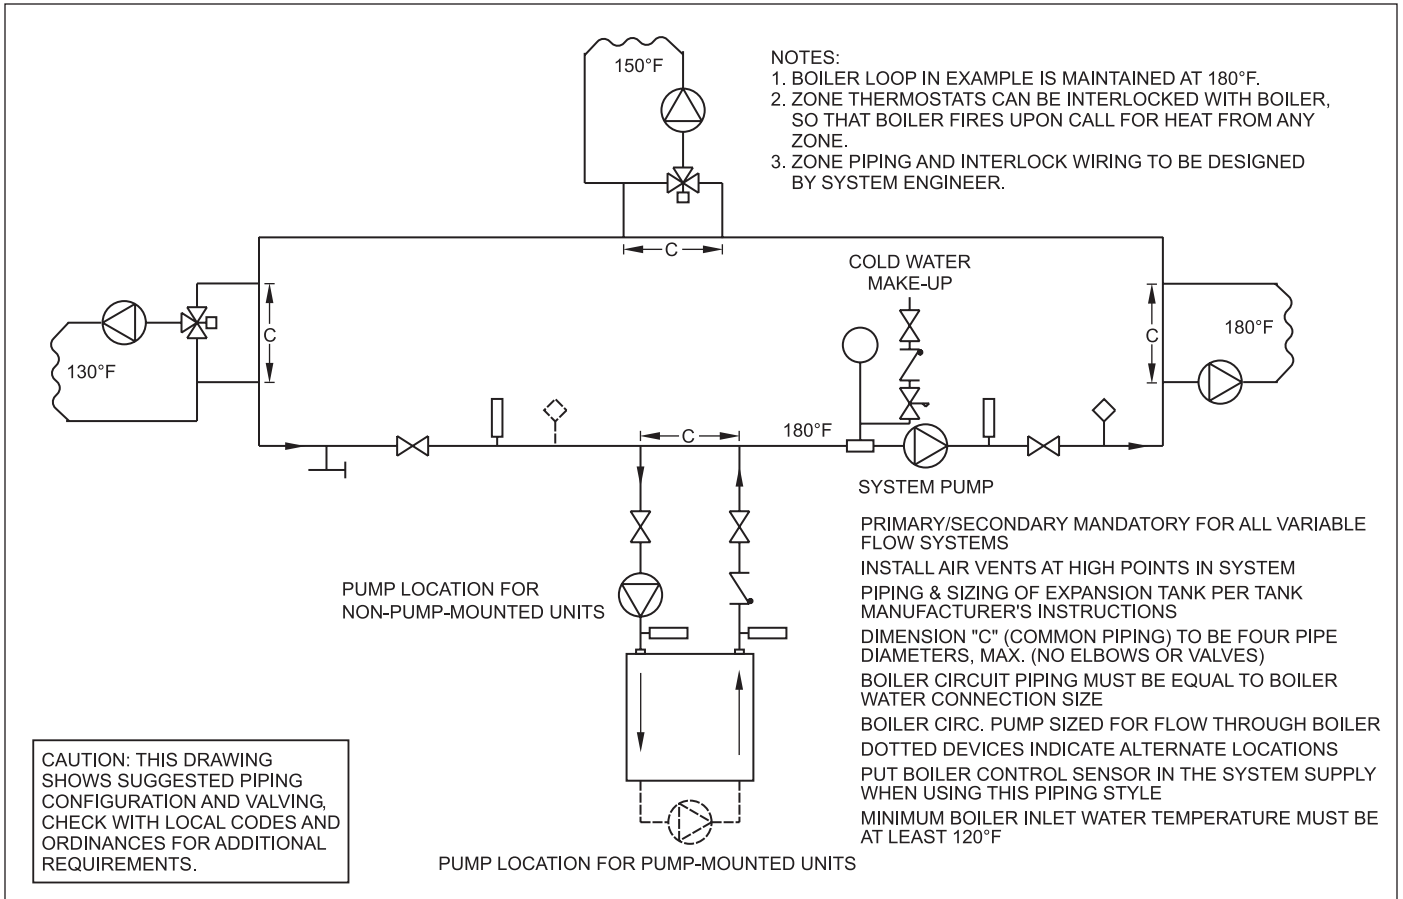 150°F
NOTES:
1. BOILER LOOP IN EXAMPLE IS MAINTAINED AT 180°F.
2. ZONE THERMOSTATS CAN BE INTERLOCKED WITH BOILER,
SO THAT BOILER FIRES UPON CALL FOR HEAT FROM ANY
ZONE.
3. ZONE PIPING AND INTERLOCK WIRING TO BE DESIGNED
BY SYSTEM ENGINEER.
C
COLD WATER
MAKE-UP
C
130°F
C
180°F
C
180°F
SYSTEM PUMP
PUMP LOCATION FOR
NON-PUMP-MOUNTED UNITS
PRIMARY/SECONDARY MANDATORY FOR ALL VARIABLE
FLOW SYSTEMS
INSTALL AIR VENTS AT HIGH POINTS IN SYSTEM
PIPING & SIZING OF EXPANSION TANK PER TANK
MANUFACTURER'S INSTRUCTIONS
DIMENSION "C" (COMMON PIPING) TO BE FOUR PIPE
DIAMETERS, MAX. (NO ELBOWS OR VALVES)
BOILER CIRCUIT PIPING MUST BE EQUAL TO BOILER
WATER CONNECTION SIZE
BOILER CIRC. PUMP SIZED FOR FLOW THROUGH BOILER
DOTTED DEVICES INDICATE ALTERNATE LOCATIONS
PUT BOILER CONTROL SENSOR IN THE SYSTEM SUPPLY
WHEN USING THIS PIPING STYLE
MINIMUM BOILER INLET WATER TEMPERATURE MUST BE
AT LEAST 120°F
CAUTION: THIS DRAWING
SHOWS SUGGESTED PIPING
CONFIGURATION AND VALVING,
CHECK WITH LOCAL CODES AND
ORDINANCES FOR ADDITIONAL
REQUIREMENTS.
PUMP LOCATION FOR PUMP-MOUNTED UNITS